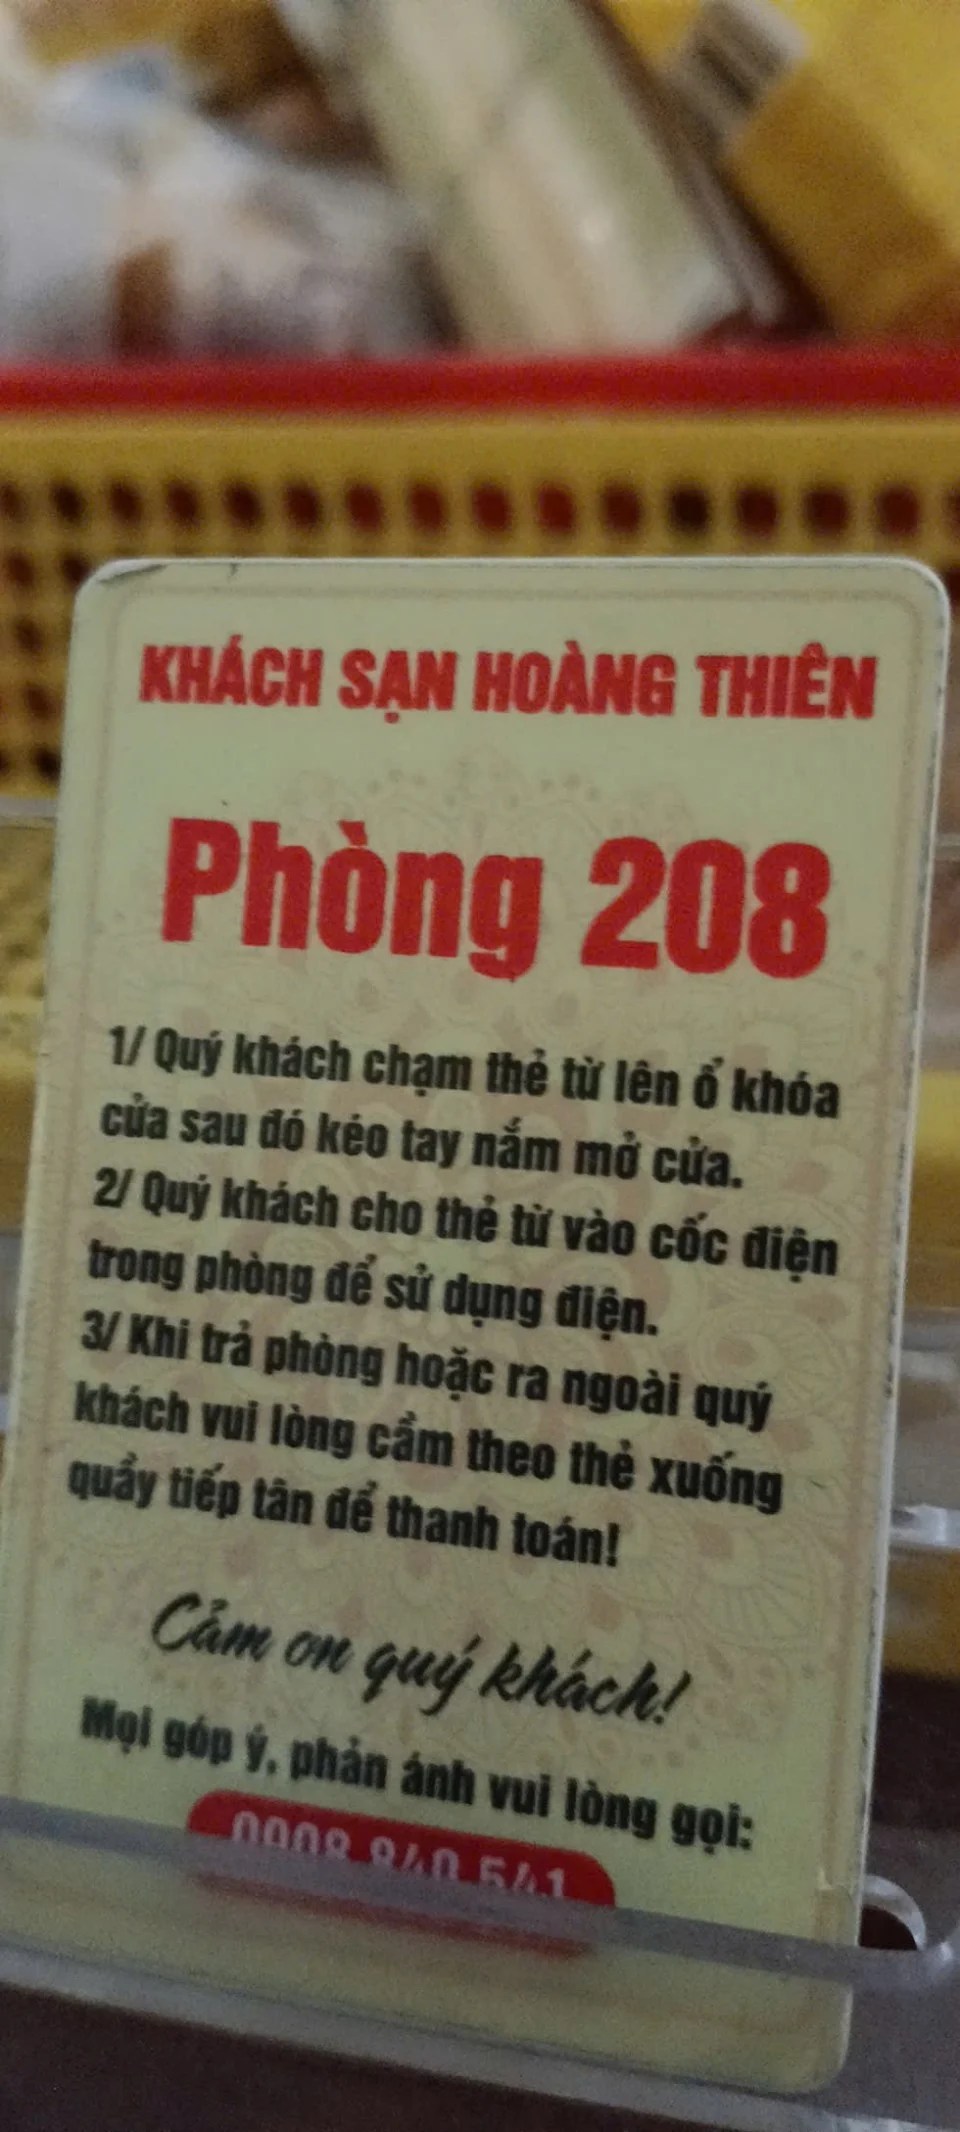 KHÁCH SẠN HOÀNG THIÊN
Phòng 208
1/ Quý khách chạm thẻ từ lên ổ khóa
cửa sau đó kéo tay nắm mở cửa.
2/ Quý khách cho thẻ từ vào cốc điện
trong phòng để sử dụng điện.
3/ Khi trả phòng hoặc ra ngoài quý
khách vui lòng cầm theo thẻ xuống
quầy tiếp tân để thanh toán!
Cảm ơn quý khách!
Mọi góp ý, phản ánh vui lòng gọi:
0908 840 541